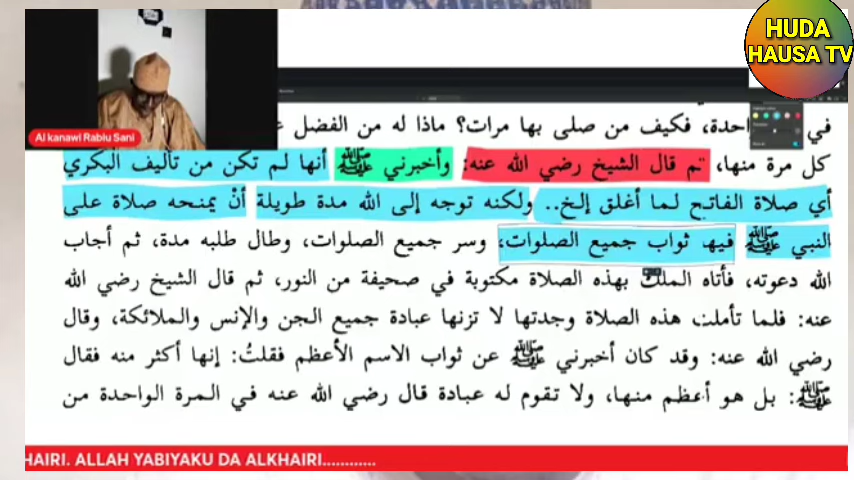 HUDA
HAUSA TV
Al kanawi Rabiu Sani
في احدة، فكيف من صلى بها مرات؟ ماذا له من الفضل
كل مرة منها، ثم قال الشيخ رضي الله عنه: وأخبرني ﷺ أنها لم تكن من تأليف البكري
أي صلاة الفاتح لما أغلق إلخ.. ولكنه توجه إلى الله مدة طويلة أنْ يمنحه صلاة على
النبي ﷺ فيها ثواب جميع الصلوات، وسر جميع الصلوات، وطال طلبه مدة، ثم أجاب
الله دعوته، فأتاه الملك بهذه الصلاة مكتوبة في صحيفة من النور، ثم قال الشيخ رضي الله
عنه: فلما تأملت هذه الصلاة وجدتها لا تزنها عبادة جميع الجن والإنس والملائكة، وقال
رضي الله عنه: وقد كان أخبرني ﷺ عن ثواب الاسم الأعظم فقلتُ: إنها أكثر منه فقال
ﷺ: بل هو أعظم منها، ولا تقوم له عبادة قال رضي الله عنه في المرة الواحدة من
HAIRI. ALLAH YABIYAKU DA ALKHAIRI............